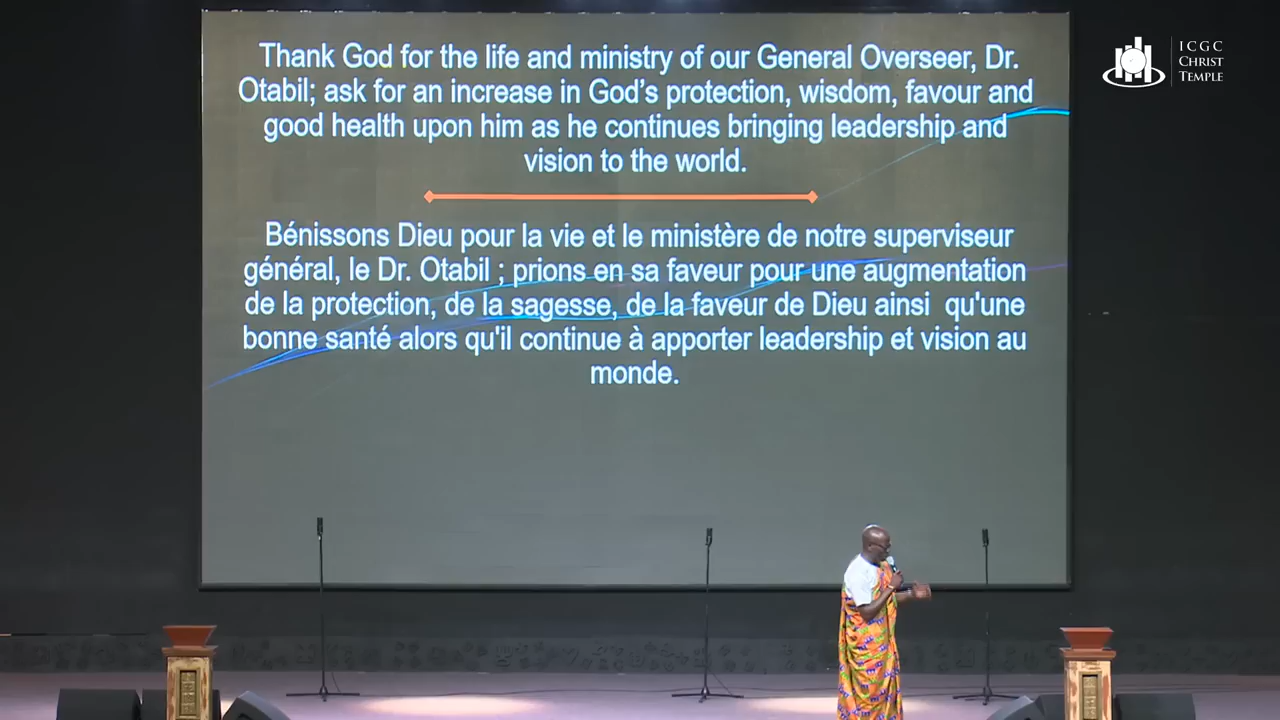 Thank God for the life and ministry of our General Overseer, Dr.
Otabil; ask for an increase in God’s protection, wisdom, favour and
good health upon him as he continues bringing leadership and
vision to the world.
Bénissons Dieu pour la vie et le ministère de notre superviseur
général, le Dr. Otabil ; prions en sa faveur pour une augmentation
de la protection, de la sagesse, de la faveur de Dieu ainsi  qu'une
bonne santé alors qu'il continue à apporter leadership et vision au
monde.
ICGC
CHRIST
TEMPLE